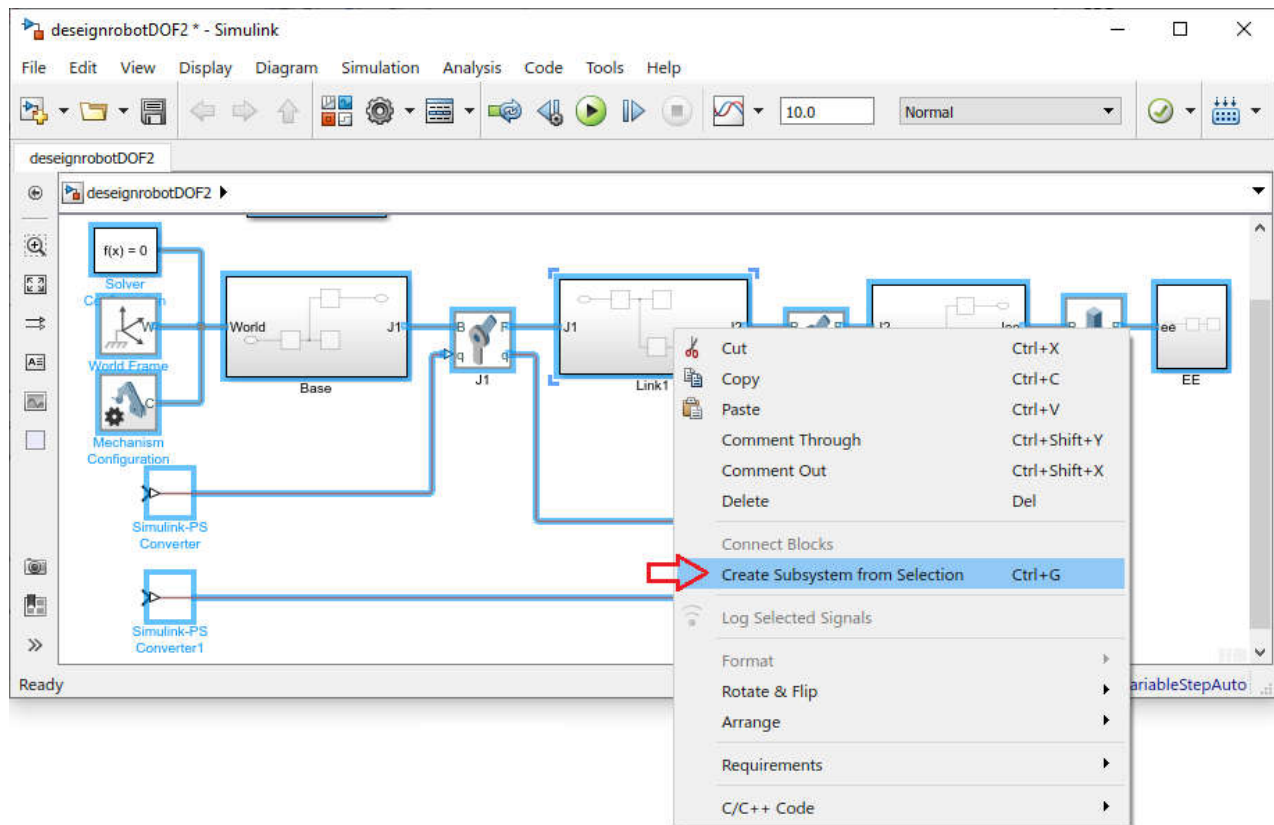 deseignrobotDOF2 * - Simulink
File Edit View Display Diagram Simulation Analysis Code Tools Help
10.0 Normal
deseignrobotDOF2
deseignrobotDOF2
f(x) = 0
Solver
World J1 B R J1
W q q
World Frame Base J1 Link1
C
ee
EE
Mechanism
Configuration
Simulink-PS
Converter
Simulink-PS
Converter1
Cut Ctrl+X
Copy Ctrl+C
Paste Ctrl+V
Comment Through Ctrl+Shift+Y
Comment Out Ctrl+Shift+X
Delete Del
Connect Blocks
Create Subsystem from Selection Ctrl+G
Log Selected Signals
Format
Rotate & Flip
Arrange
Requirements
C/C++ Code
Ready
ariableStepAuto